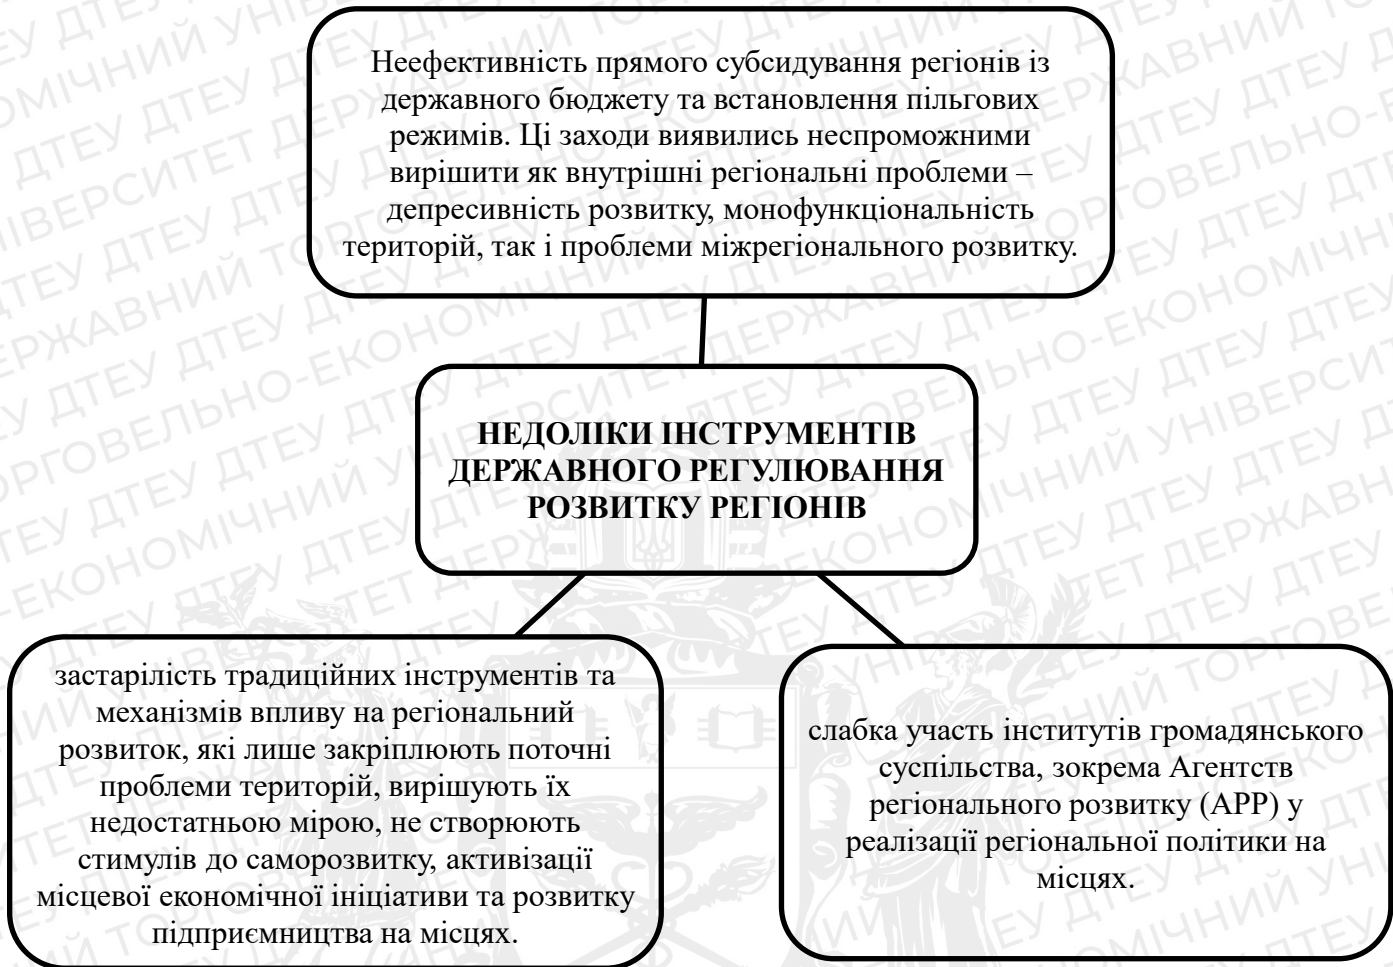 Неефективність прямого субсидування регіонів із
державного бюджету та встановлення пільгових
режимів. Ці заходи виявились неспроможними
вирішити як внутрішні регіональні проблеми –
депресивність розвитку, монофункціональність
територій, так і проблеми міжрегіонального розвитку.
НЕДОЛІКИ ІНСТРУМЕНТІВ
ДЕРЖАВНОГО РЕГУЛЮВАННЯ
РОЗВИТКУ РЕГІОНІВ
застарілість традиційних інструментів та
механізмів впливу на регіональний
розвиток, які лише закріплюють поточні
проблеми територій, вирішують їх
недостатньою мірою, не створюють
стимулів до саморозвитку, активізації
місцевої економічної ініціативи та розвитку
підприємництва на місцях.
слабка участь інститутів громадянського
суспільства, зокрема Агентств
регіонального розвитку (АРР) у
реалізації регіональної політики на
місцях.